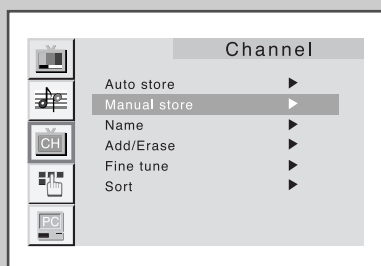 Channel
Auto store
Manual store
Name
CH
Add/Erase
Fine tune
Sort
PC